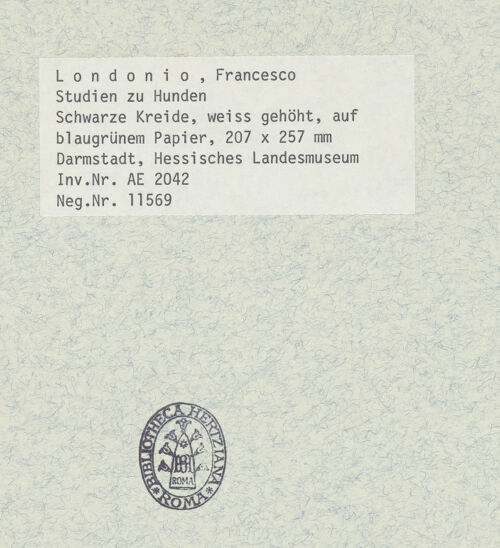 Londonio, Francesco
Studien zu Hunden
Schwarze Kreide, weiss gehöht, auf
blaugrünem Papier, 207 x 257 mm
Darmstadt, Hessisches Landesmuseum
Inv.Nr. AE 2042
Neg.Nr. 11569
BIBLIOTHECA HERTZIANA
ROMA
ROMA